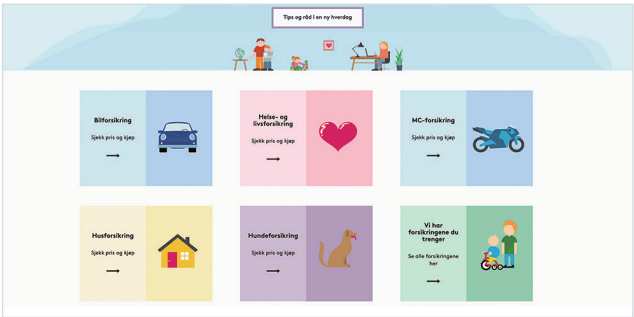 Tips og råd i en ny hverdag
Bilforsikring
Sjekk pris og kjøp
Helse- og
livsforsikring
Sjekk pris og kjøp
MC-forsikring
Sjekk pris og kjøp
Husforsikring
Sjekk pris og kjøp
Hundeforsikring
Sjekk pris og kjøp
Vi har
forsikringene du
trenger
Se alle forsikringene
her